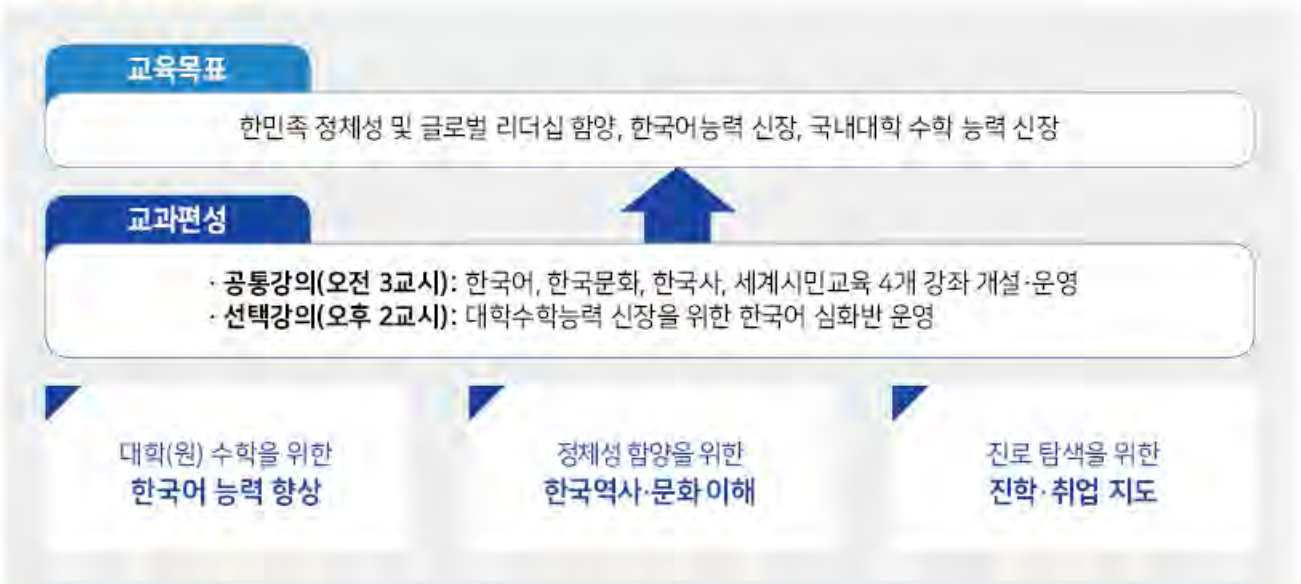 교육목표
한민족 정체성 및 글로벌 리더십 함양, 한국어능력 신장, 국내대학 수학 능력 신장
교과편성
· 공통강의(오전 3교시): 한국어, 한국문화, 한국사, 세계시민교육 4개 강좌 개설·운영
· 선택강의(오후 2교시): 대학수학능력 신장을 위한 한국어 심화반 운영
대학(원) 수학을 위한
한국어 능력 향상
정체성 함양을 위한
한국역사·문화 이해
진로 탐색을 위한
진학·취업 지도